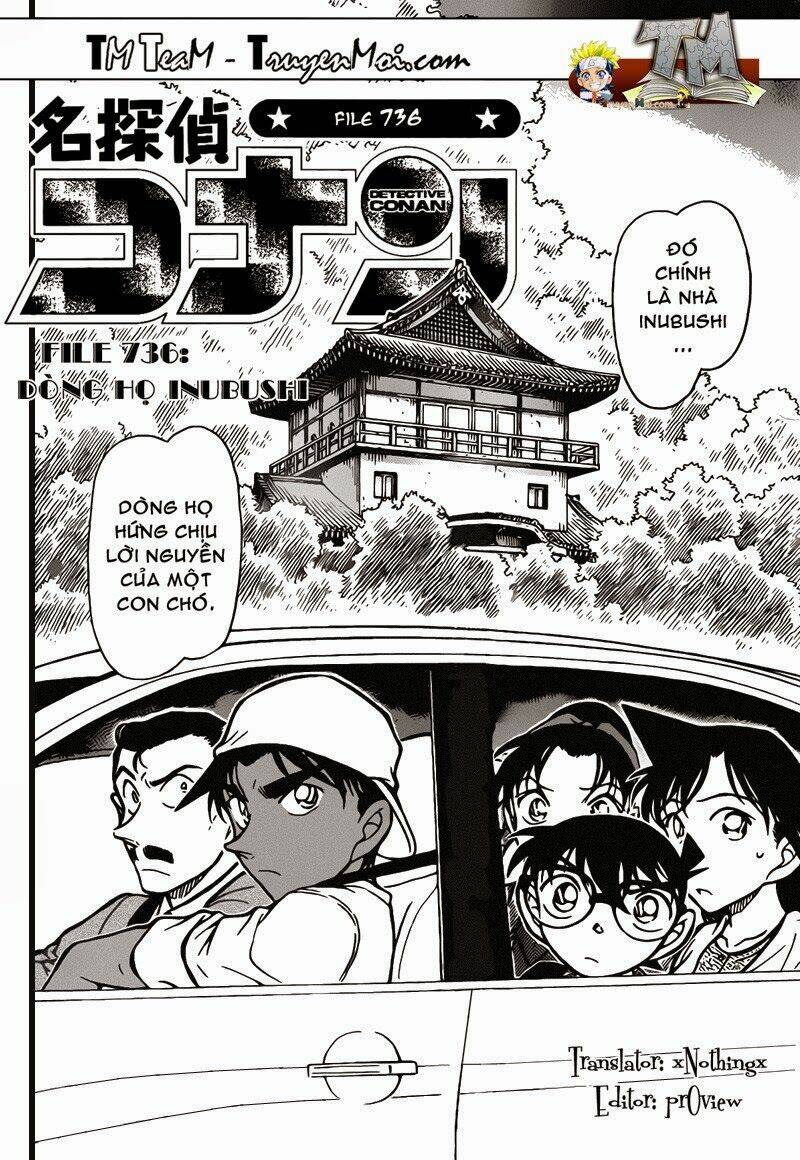 TM TEAM - TRUYENMOI.COM
TM
名探偵
コナン
★ FILE 736 ★
DETECTIVE
CONAN
FILE 736:
DÒNG HỌ INUBUSHI
ĐÓ
CHÍNH
LÀ NHÀ
INUBUSHI
...
DÒNG HỌ
HỨNG CHỊU
LỜI NGUYỀN
CỦA MỘT
CON CHÓ.
Translator: xNothingx
Editor: pr0view